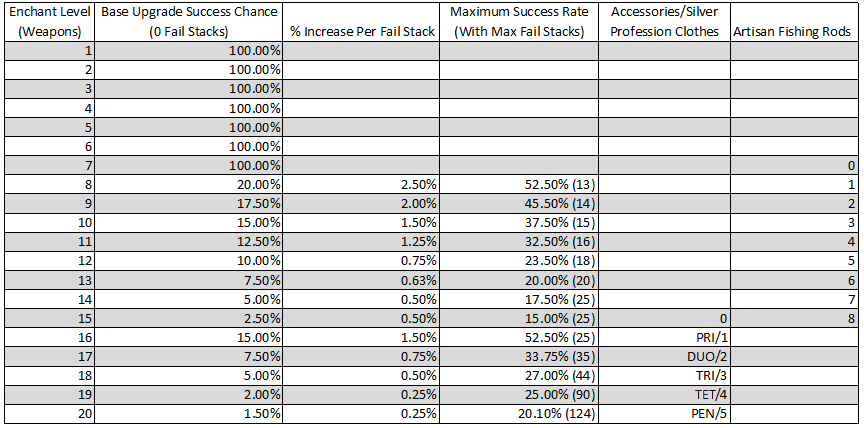 Enchant Level (Weapons) Base Upgrade Success Chance (0 Fail Stacks) % Increase Per Fail Stack Maximum Success Rate (With Max Fail Stacks) Accessories/Silver Profession Clothes Artisan Fishing Rods
1 100.00%
2 100.00%
3 100.00%
4 100.00%
5 100.00%
6 100.00%
7 100.00% 0
8 20.00% 2.50% 52.50% (13) 1
9 17.50% 2.00% 45.50% (14) 2
10 15.00% 1.50% 37.50% (15) 3
11 12.50% 1.25% 32.50% (16) 4
12 10.00% 0.75% 23.50% (18) 5
13 7.50% 0.63% 20.00% (20) 6
14 5.00% 0.50% 17.50% (25) 7
15 2.50% 0.50% 15.00% (25) 0 8
16 15.00% 1.50% 52.50% (25) PRI/1
17 7.50% 0.75% 33.75% (35) DUO/2
18 5.00% 0.50% 27.00% (44) TRI/3
19 2.00% 0.25% 25.00% (90) TET/4
20 1.50% 0.25% 20.10% (124) PEN/5